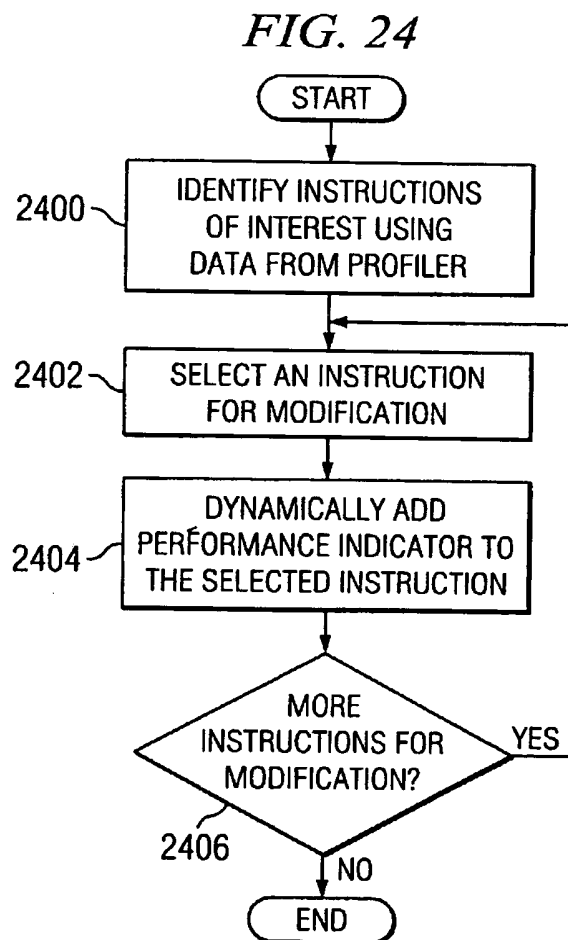 FIG. 24
START
2400
IDENTIFY INSTRUCTIONS
OF INTEREST USING
DATA FROM PROFILER
2402
SELECT AN INSTRUCTION
FOR MODIFICATION
2404
DYNAMICALLY ADD
PERFORMANCE INDICATOR TO
THE SELECTED INSTRUCTION
MORE
INSTRUCTIONS FOR
MODIFICATION?
YES
2406
NO
END